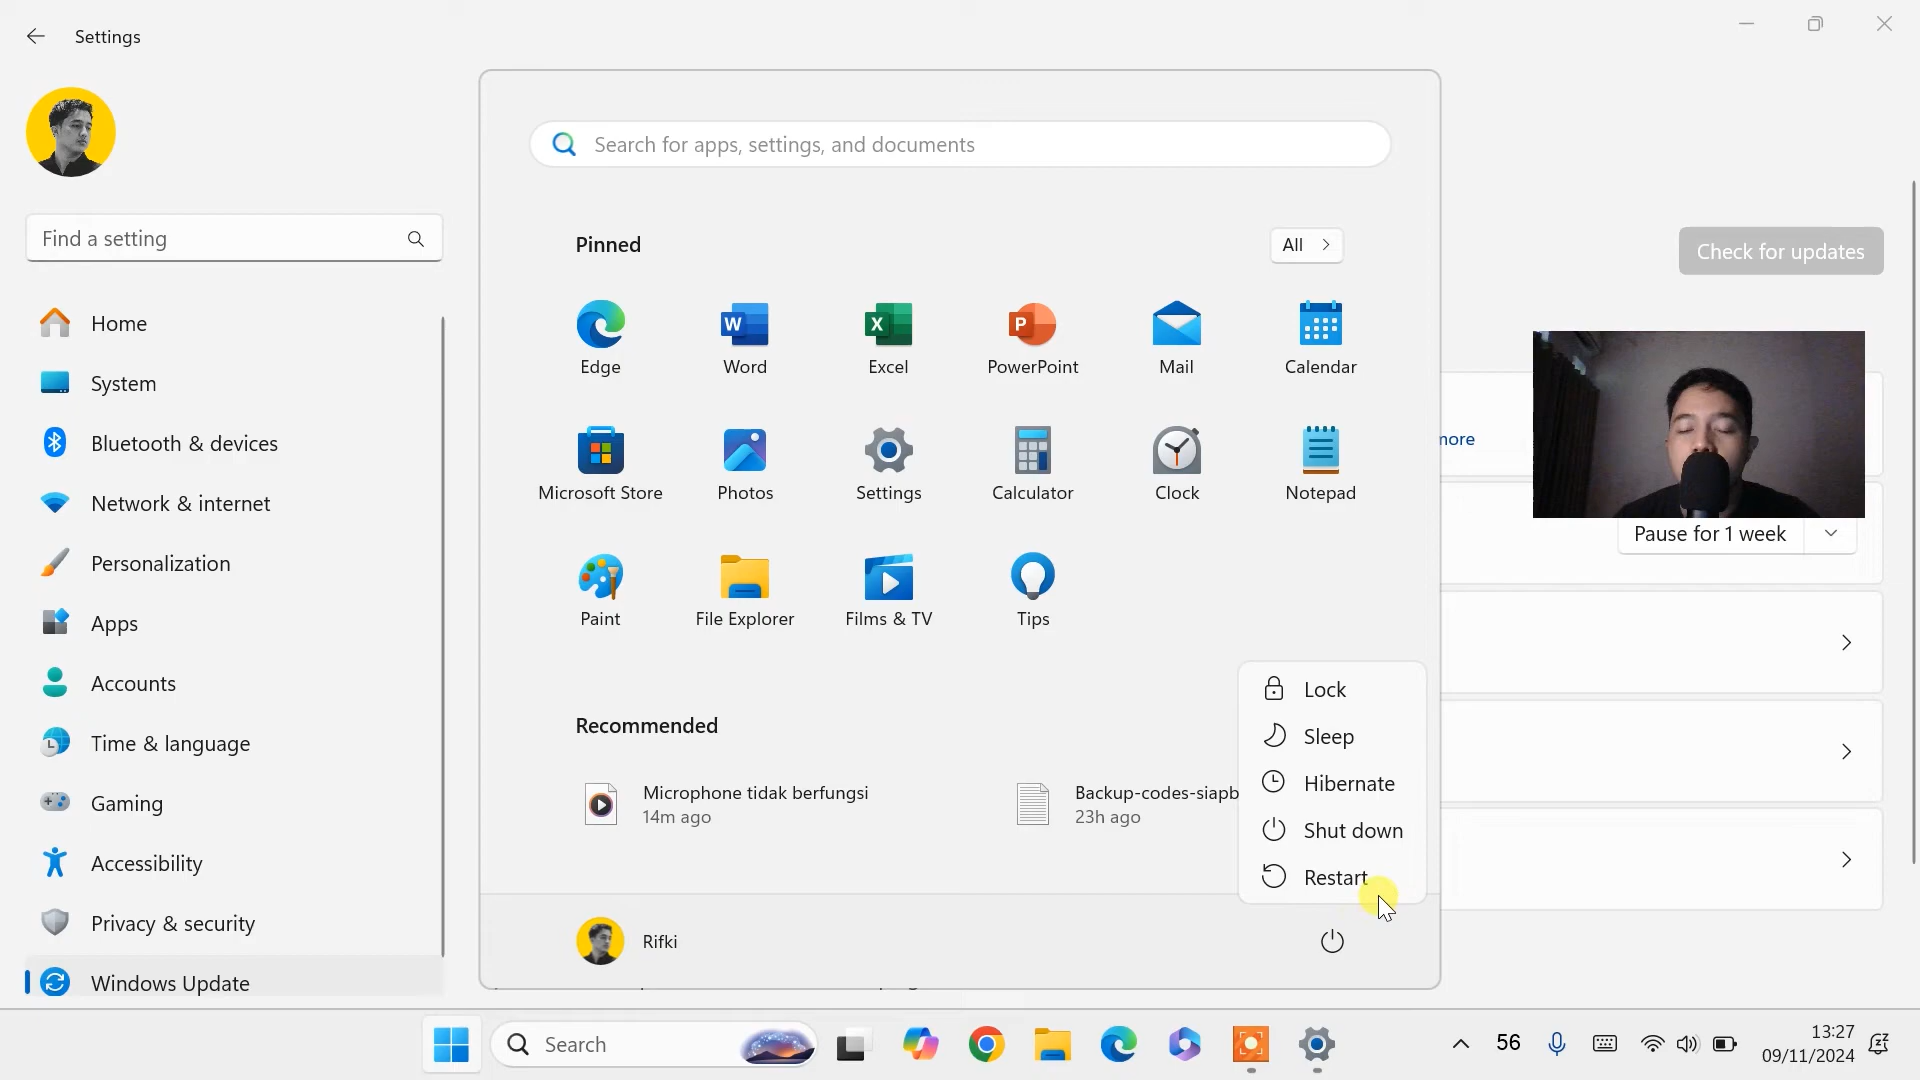 Settings
Find a setting
Home
System
Bluetooth & devices
Network & internet
Personalization
Apps
Accounts
Time & language
Gaming
Accessibility
Privacy & security
Windows Update
Search for apps, settings, and documents
Pinned
All
Edge
Word
Excel
PowerPoint
Mail
Calendar
Microsoft Store
Photos
Settings
Calculator
Clock
Notepad
Paint
File Explorer
Films & TV
Tips
Recommended
Microphone tidak berfungsi
14m ago
Backup-codes-siapb
23h ago
Lock
Sleep
Hibernate
Shut down
Restart
Rifki
Check for updates
more
Pause for 1 week
Search
56
13:27
09/11/2024